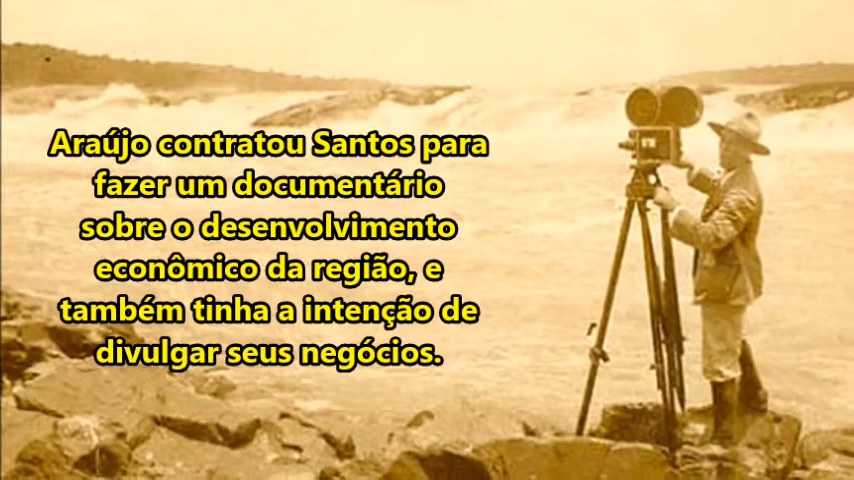 Araújo contratou Santos para
fazer um documentário
sobre o desenvolvimento
econômico da região, e
também tinha a intenção de
divulgar seus negócios.